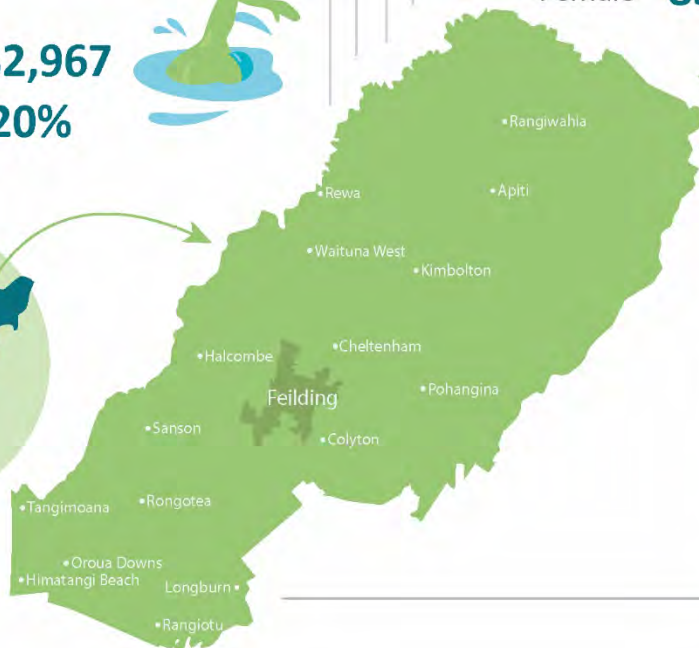 Female
2,967
20%
Rangiwahia
Rewa
Apiti
Waituna West
Kimbolton
Cheltenham
Halcombe
Pohangina
Feilding
Sanson
Colyton
Rongotea
Tangimoana
Oroua Downs
Himatangi Beach
Longburn
Rangiotu